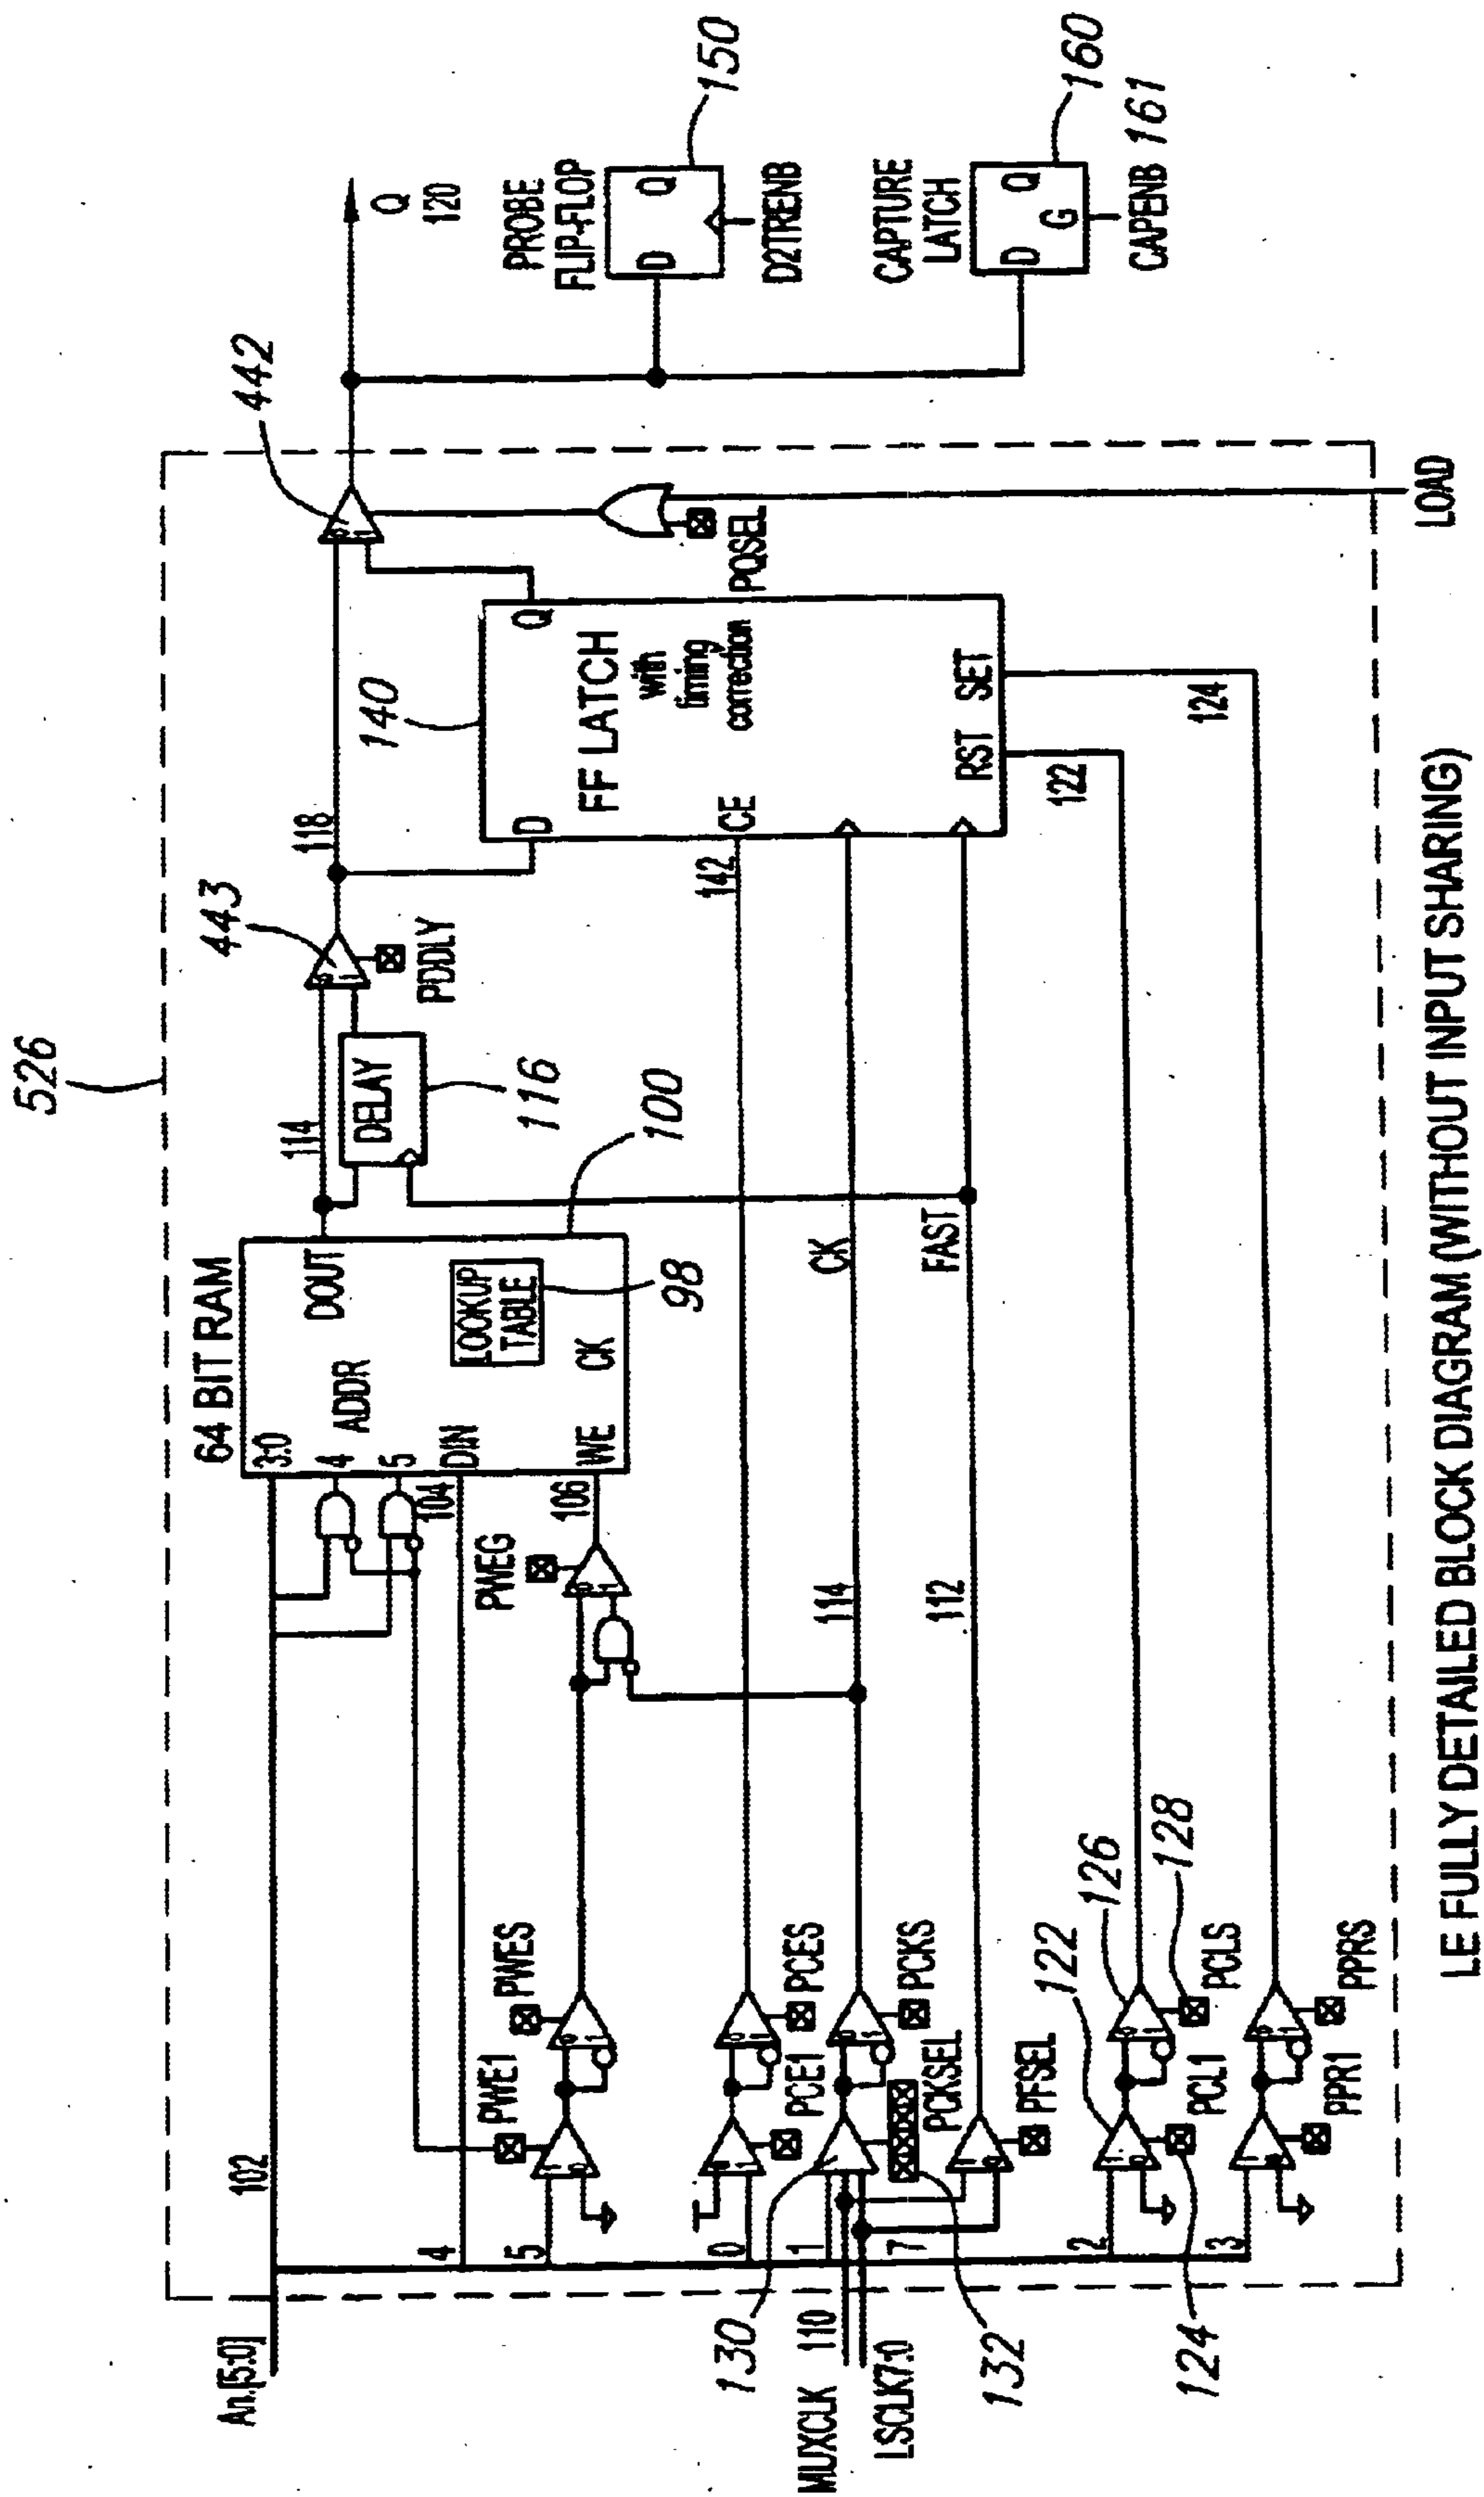 526
An.[5:0]
102
64 BIT RAM
3:0
4
ADDR
5
DOUT
104
DIN
LOOKUP
TABLE
98
106
WE
CK
100
114
DELAY
116
443
PDDLY
118
442
Q
120
PROBE
FLIP-FLOP
D
Q
D2TRENB
150
CAPTURE
LATCH
D
Q
G
CAPENB 161
160
140
D
Q
FF LATCH
with
timing
correction
142
CE
RST
SET
PQSEL
LOAD
122
124
4
5
PWE1
PWES
PWEG
0
PCE1
PCES
130
1
7
MUXCLK 110
LSCLK7:0
132
PCKSEL
PCKS
114
CK
PFSEL
112
FAST
2
122
PCL1
124
126
128
PCLS
3
PPR1
PPRS
0
1
LE FULLY DETAILED BLOCK DIAGRAM (WITHOUT INPUT SHARING)